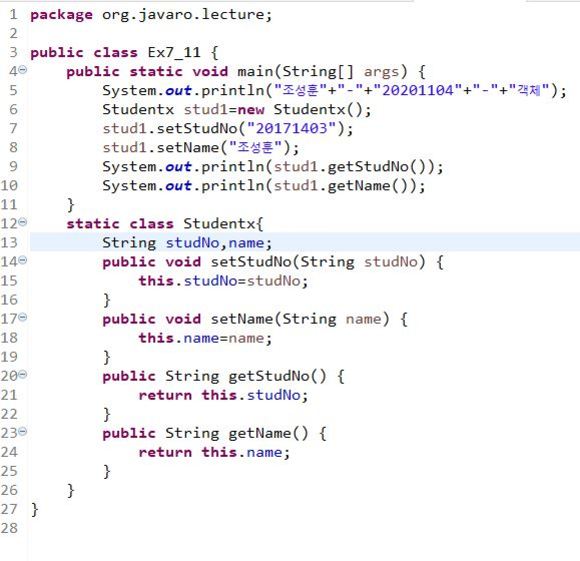 1 package org.javaro.lecture;
2
3 public class Ex7_11 {
4 public static void main(String[] args) {
5 System.out.println("조성훈"+"-"+"20201104"+"-"+"객체");
6 Studentx stud1=new Studentx();
7 stud1.setStudNo("20171403");
8 stud1.setName("조성훈");
9 System.out.println(stud1.getStudNo());
10 System.out.println(stud1.getName());
11 }
12 static class Studentx{
13 String studNo,name;
14 public void setStudNo(String studNo) {
15 this.studNo=studNo;
16 }
17 public void setName(String name) {
18 this.name=name;
19 }
20 public String getStudNo() {
21 return this.studNo;
22 }
23 public String getName() {
24 return this.name;
25 }
26 }
27 }
28